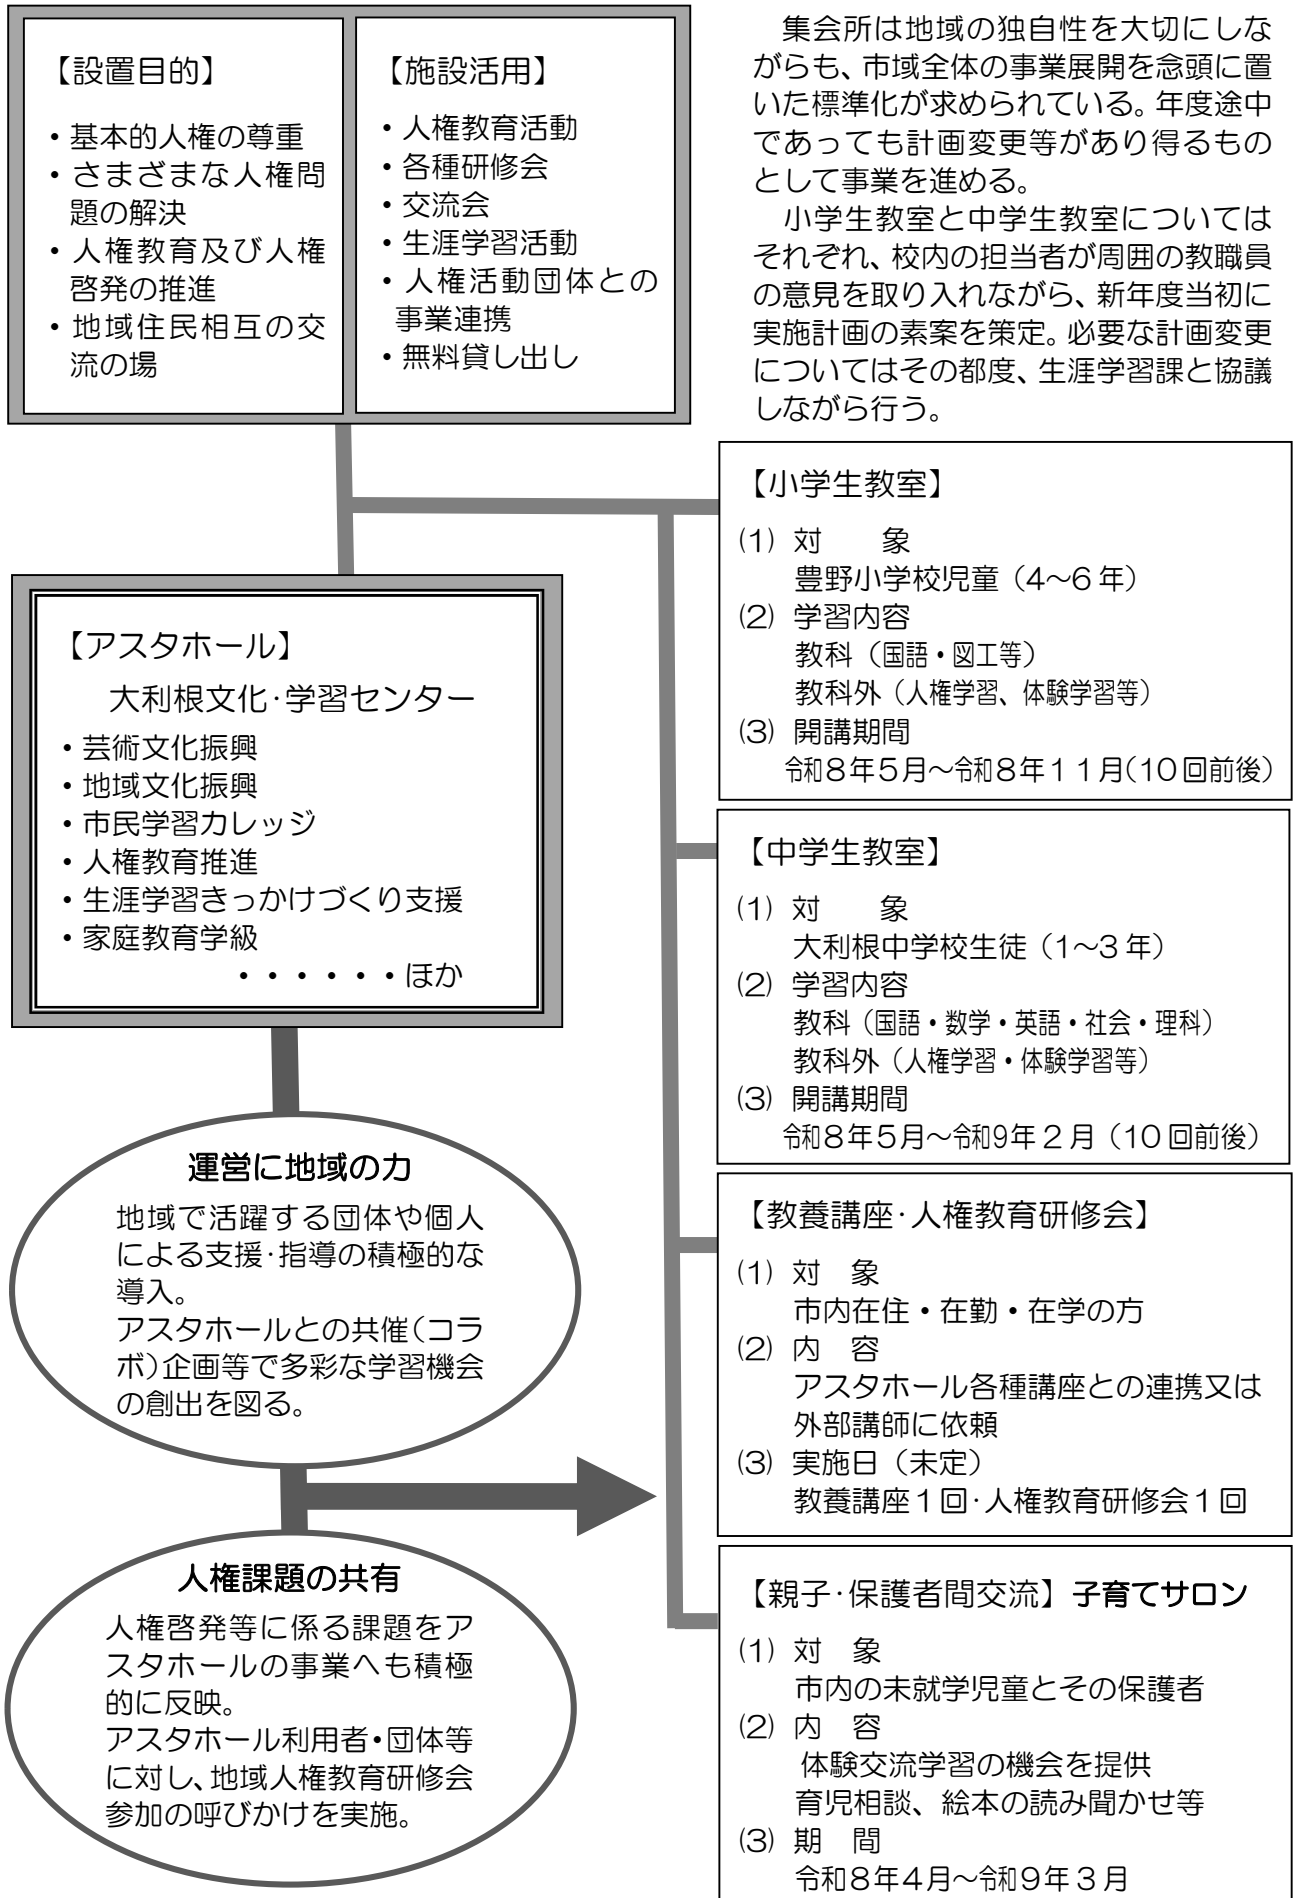 【設置目的】
・基本的人権の尊重
・さまざまな人権問
題の解決
・人権教育及び人権
啓発の推進
・地域住民相互の交
流の場
【施設活用】
・人権教育活動
・各種研修会
・交流会
・生涯学習活動
・人権活動団体との
事業連携
・無料貸し出し
集会所は地域の独自性を大切にしな
がらも、市域全体の事業展開を念頭に置
いた標準化が求められている。年度途中
であっても計画変更等があり得るもの
として事業を進める。
小学生教室と中学生教室については
それぞれ、校内の担当者が周囲の教職員
の意見を取り入れながら、新年度当初に
実施計画の素案を策定。必要な計画変更
についてはその都度、生涯学習課と協議
しながら行う。
【アスタホール】
大利根文化・学習センター
・芸術文化振興
・地域文化振興
・市民学習カレッジ
・人権教育推進
・生涯学習きっかけづくり支援
・家庭教育学級
・・・・・・ほか
運営に地域の力
地域で活躍する団体や個人
による支援・指導の積極的な
導入。
アスタホールとの共催(コラ
ボ)企画等で多彩な学習機会
の創出を図る。
人権課題の共有
人権啓発等に係る課題をア
スタホールの事業へも積極
的に反映。
アスタホール利用者・団体等
に対し、地域人権教育研修会
参加の呼びかけを実施。
【小学生教室】
(1) 対　　象
豊野小学校児童（4～6年）
(2) 学習内容
教科（国語・図工等）
教科外（人権学習、体験学習等）
(3) 開講期間
令和8年5月～令和8年11月(10回前後)
【中学生教室】
(1) 対　　象
大利根中学校生徒（1～3年）
(2) 学習内容
教科（国語・数学・英語・社会・理科）
教科外（人権学習・体験学習等）
(3) 開講期間
令和8年5月～令和9年2月（10回前後）
【教養講座・人権教育研修会】
(1) 対　象
市内在住・在勤・在学の方
(2) 内　容
アスタホール各種講座との連携又は
外部講師に依頼
(3) 実施日（未定）
教養講座1回・人権教育研修会1回
【親子・保護者間交流】子育てサロン
(1) 対　象
市内の未就学児童とその保護者
(2) 内　容
体験交流学習の機会を提供
育児相談、絵本の読み聞かせ等
(3) 期　間
令和8年4月～令和9年3月